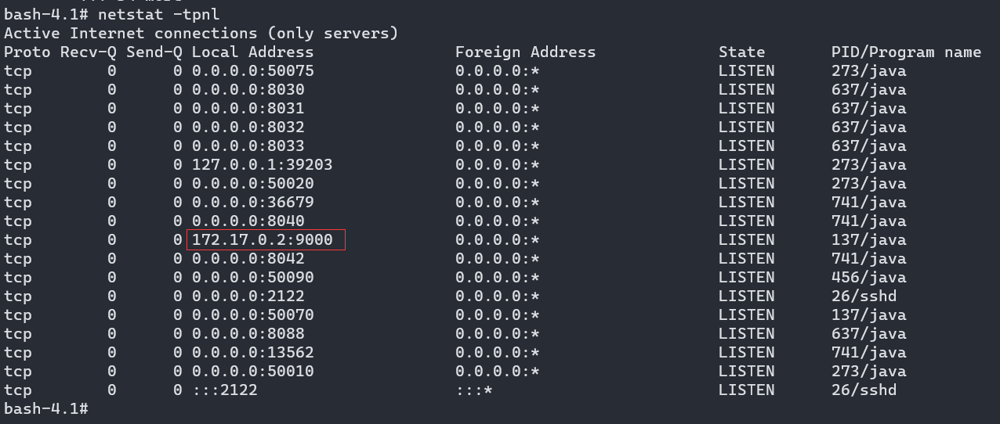 bash-4.1# netstat -tpnl
Active Internet connections (only servers)
Proto Recv-Q Send-Q Local Address               Foreign Address             State       PID/Program name
tcp        0      0 0.0.0.0:50075               0.0.0.0:*                   LISTEN      273/java
tcp        0      0 0.0.0.0:8030                0.0.0.0:*                   LISTEN      637/java
tcp        0      0 0.0.0.0:8031                0.0.0.0:*                   LISTEN      637/java
tcp        0      0 0.0.0.0:8032                0.0.0.0:*                   LISTEN      637/java
tcp        0      0 0.0.0.0:8033                0.0.0.0:*                   LISTEN      637/java
tcp        0      0 127.0.0.1:39203             0.0.0.0:*                   LISTEN      273/java
tcp        0      0 0.0.0.0:50020               0.0.0.0:*                   LISTEN      273/java
tcp        0      0 0.0.0.0:36679               0.0.0.0:*                   LISTEN      741/java
tcp        0      0 0.0.0.0:8040                0.0.0.0:*                   LISTEN      741/java
tcp        0      0 172.17.0.2:9000             0.0.0.0:*                   LISTEN      137/java
tcp        0      0 0.0.0.0:8042                0.0.0.0:*                   LISTEN      741/java
tcp        0      0 0.0.0.0:50090               0.0.0.0:*                   LISTEN      456/java
tcp        0      0 0.0.0.0:2122                0.0.0.0:*                   LISTEN      26/sshd
tcp        0      0 0.0.0.0:50070               0.0.0.0:*                   LISTEN      137/java
tcp        0      0 0.0.0.0:8088                0.0.0.0:*                   LISTEN      637/java
tcp        0      0 0.0.0.0:13562               0.0.0.0:*                   LISTEN      741/java
tcp        0      0 0.0.0.0:50010               0.0.0.0:*                   LISTEN      273/java
tcp        0      0 :::2122                     :::*                        LISTEN      26/sshd
bash-4.1#